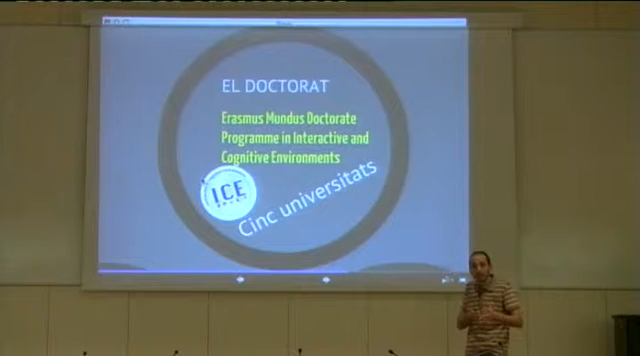 EL DOCTORAT
Erasmus Mundus Doctorate
Programme in Interactive and
Cognitive Environments
ICE
Cinc universitats